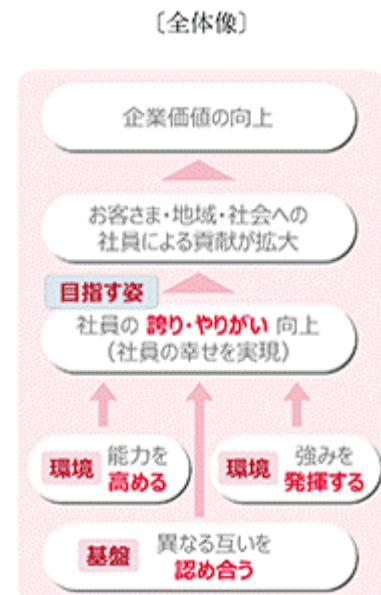 〔全体像〕
企業価値の向上
お客さま・地域・社会への
社員による貢献が拡大
目指す姿
社員の 誇り・やりがい 向上
（社員の幸せを実現）
環境 能力を
高める
環境 強みを
発揮する
基盤 異なる互いを
認め合う